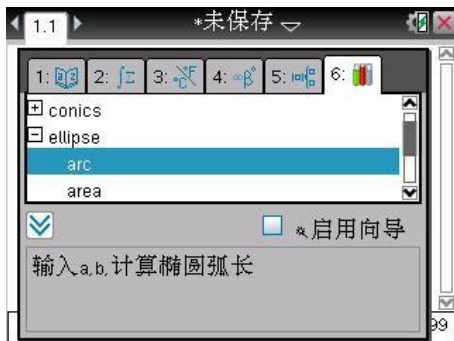 1.1 *未保存
1: 2: ∫Σ 3: °℉ 4: ∞β° 5: 6:
conics
ellipse
arc
area
启用向导
输入a,b,计算椭圆弧长
99